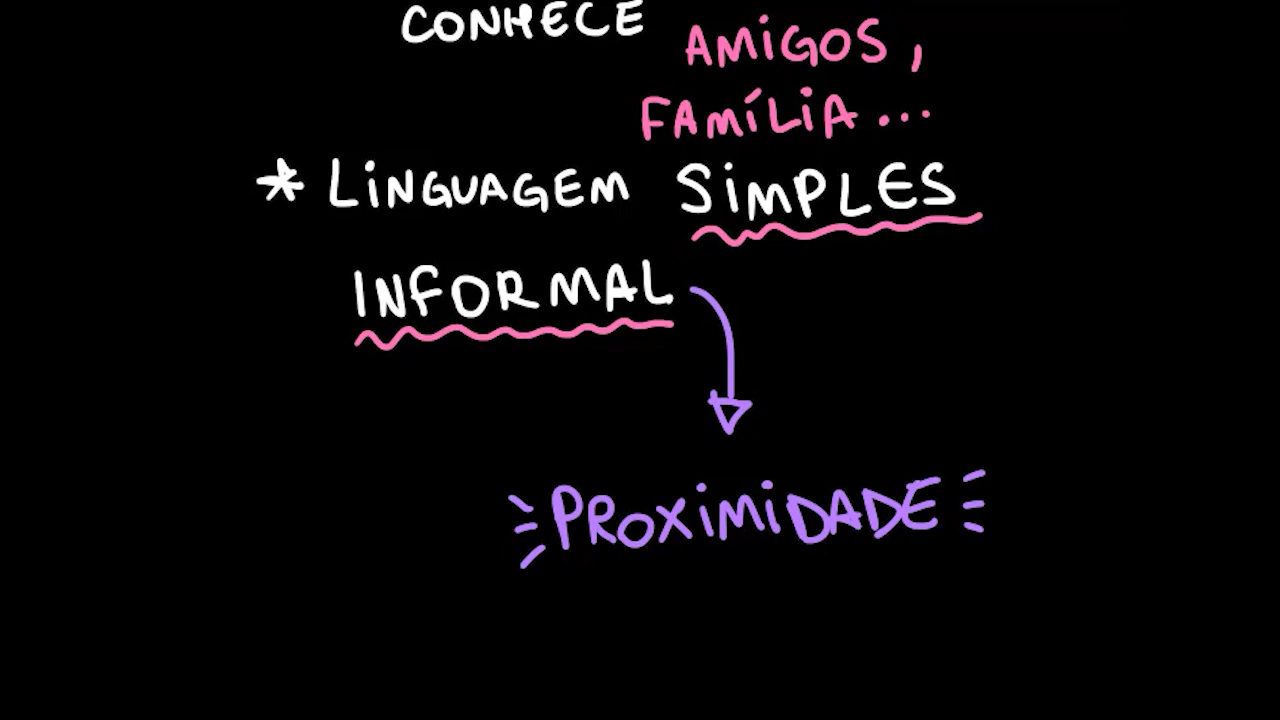 CONHECE
AMIGOS,
FAMÍLIA...
* LINGUAGEM SIMPLES
INFORMAL
PROXIMIDADE